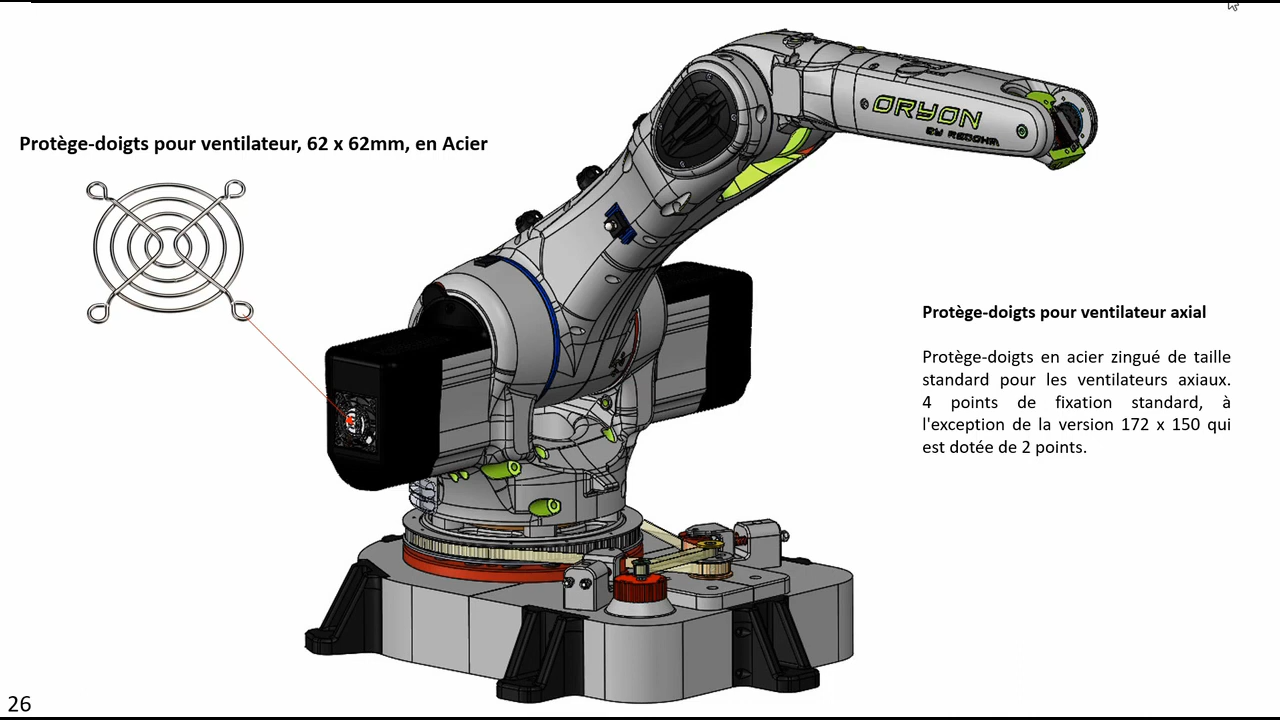 Protège-doigts pour ventilateur, 62 x 62mm, en Acier
ORYON
BY REBOHM
Protège-doigts pour ventilateur axial
Protège-doigts en acier zingué de taille
standard pour les ventilateurs axiaux.
4 points de fixation standard, à
l'exception de la version 172 x 150 qui
est dotée de 2 points.
26